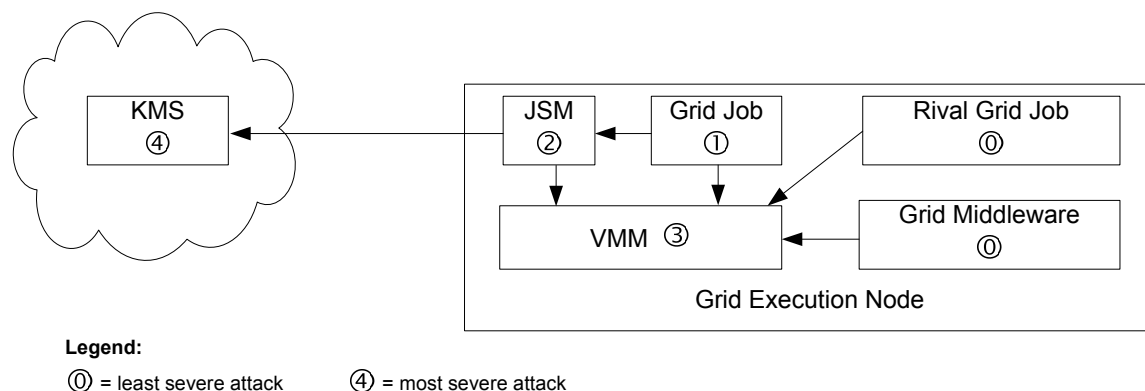 KMS
④
JSM
②
Grid Job
①
Rival Grid Job
⓪
VMM ③
Grid Middleware
⓪
Grid Execution Node
Legend:
⓪ = least severe attack ④ = most severe attack